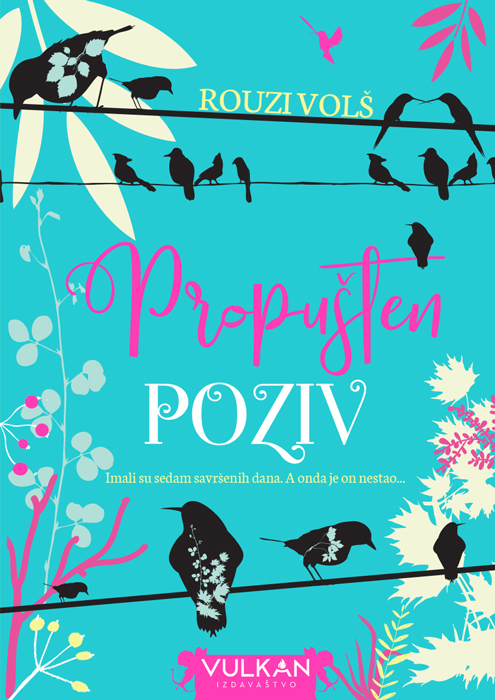 ROUZI VOLŠ
Propušten
POZIV
Imali su sedam savršenih dana. A onda je on nestao...
VULKAN
IZDAVAŠTVO